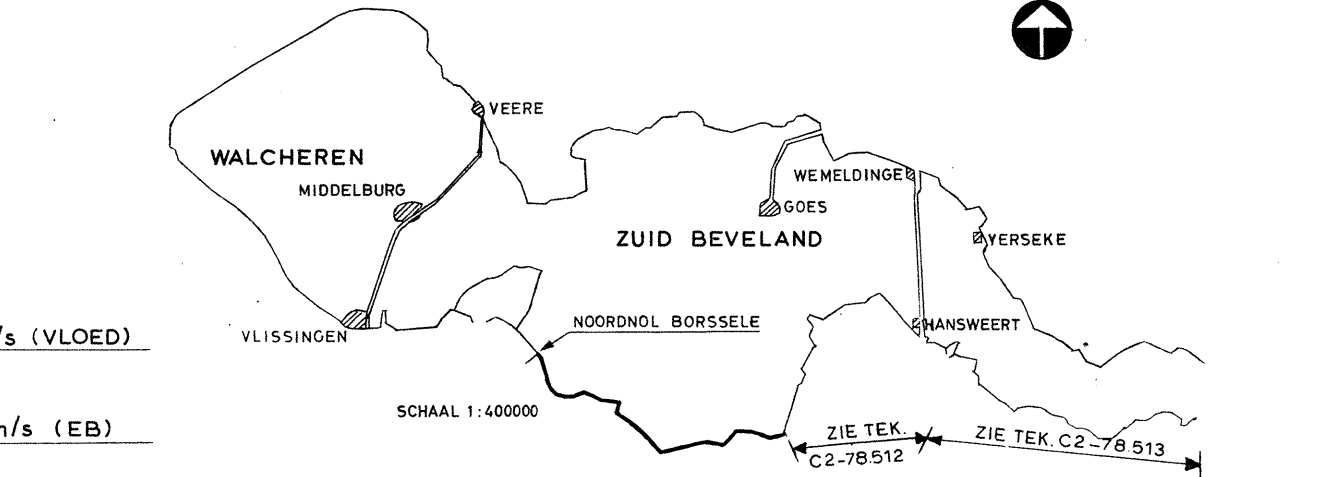 VEERE
WALCHEREN
MIDDELBURG
WEMELDINGE
GOES
ZUID BEVELAND
YERSEKE
/s (VLOED)
VLISSINGEN
NOORDNOL BORSSELE
HANSWEERT
SCHAAL 1:400000
/s (EB)
ZIE TEK.
C2-78.512
ZIE TEK. C2-78.513